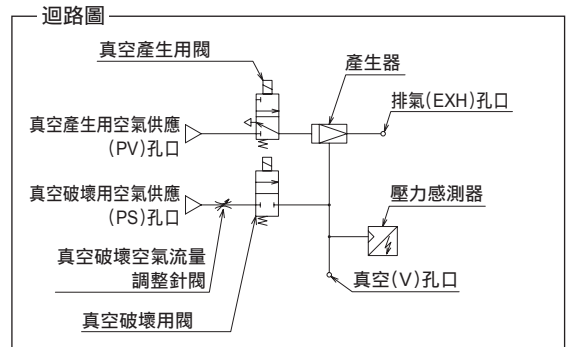 迴路圖
真空產生用閥
產生器
排氣(EXH)孔口
真空產生用空氣供應
(PV)孔口
真空破壞用空氣供應
(PS)孔口
壓力感測器
真空破壞空氣流量
調整針閥
真空(V)孔口
真空破壞用閥